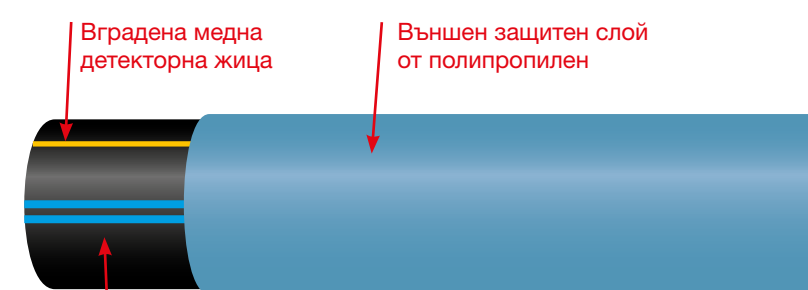 Вградена медна
детекторна жица
Външен защитен слой
от полипропилен